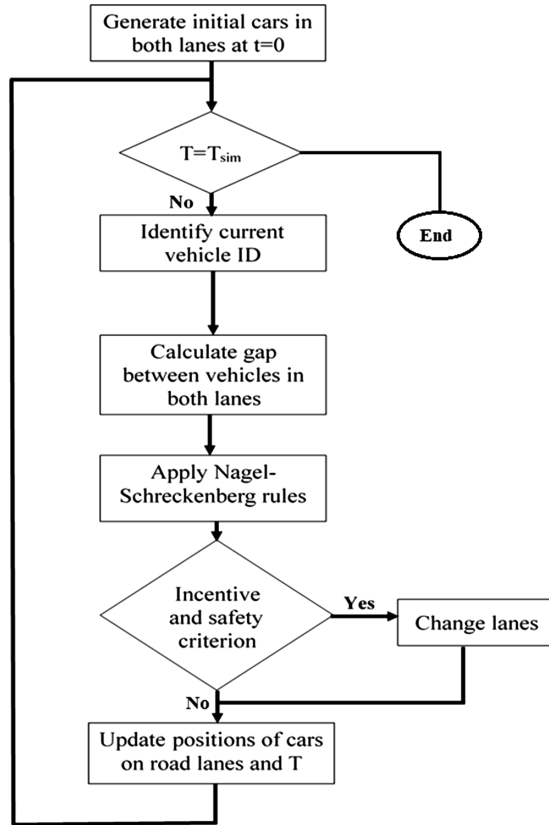 Generate initial cars in
both lanes at t=0
T=Tsim
No
End
Identify current
vehicle ID
Calculate gap
between vehicles in
both lanes
Apply Nagel-
Schreckenberg rules
Incentive
and safety
criterion
Yes
Change lanes
No
Update positions of cars
on road lanes and T